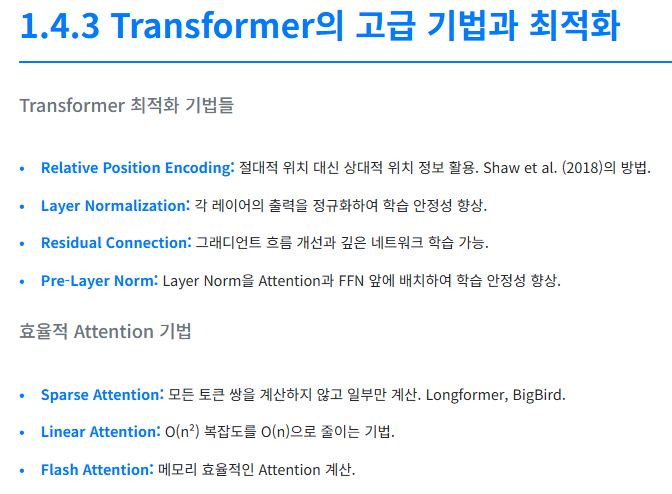 1.4.3 Transformer의 고급 기법과 최적화
Transformer 최적화 기법들
• Relative Position Encoding: 절대적 위치 대신 상대적 위치 정보 활용. Shaw et al. (2018)의 방법.
• Layer Normalization: 각 레이어의 출력을 정규화하여 학습 안정성 향상.
• Residual Connection: 그래디언트 흐름 개선과 깊은 네트워크 학습 가능.
• Pre-Layer Norm: Layer Norm을 Attention과 FFN 앞에 배치하여 학습 안정성 향상.
효율적 Attention 기법
• Sparse Attention: 모든 토큰 쌍을 계산하지 않고 일부만 계산. Longformer, BigBird.
• Linear Attention: O(n²) 복잡도를 O(n)으로 줄이는 기법.
• Flash Attention: 메모리 효율적인 Attention 계산.